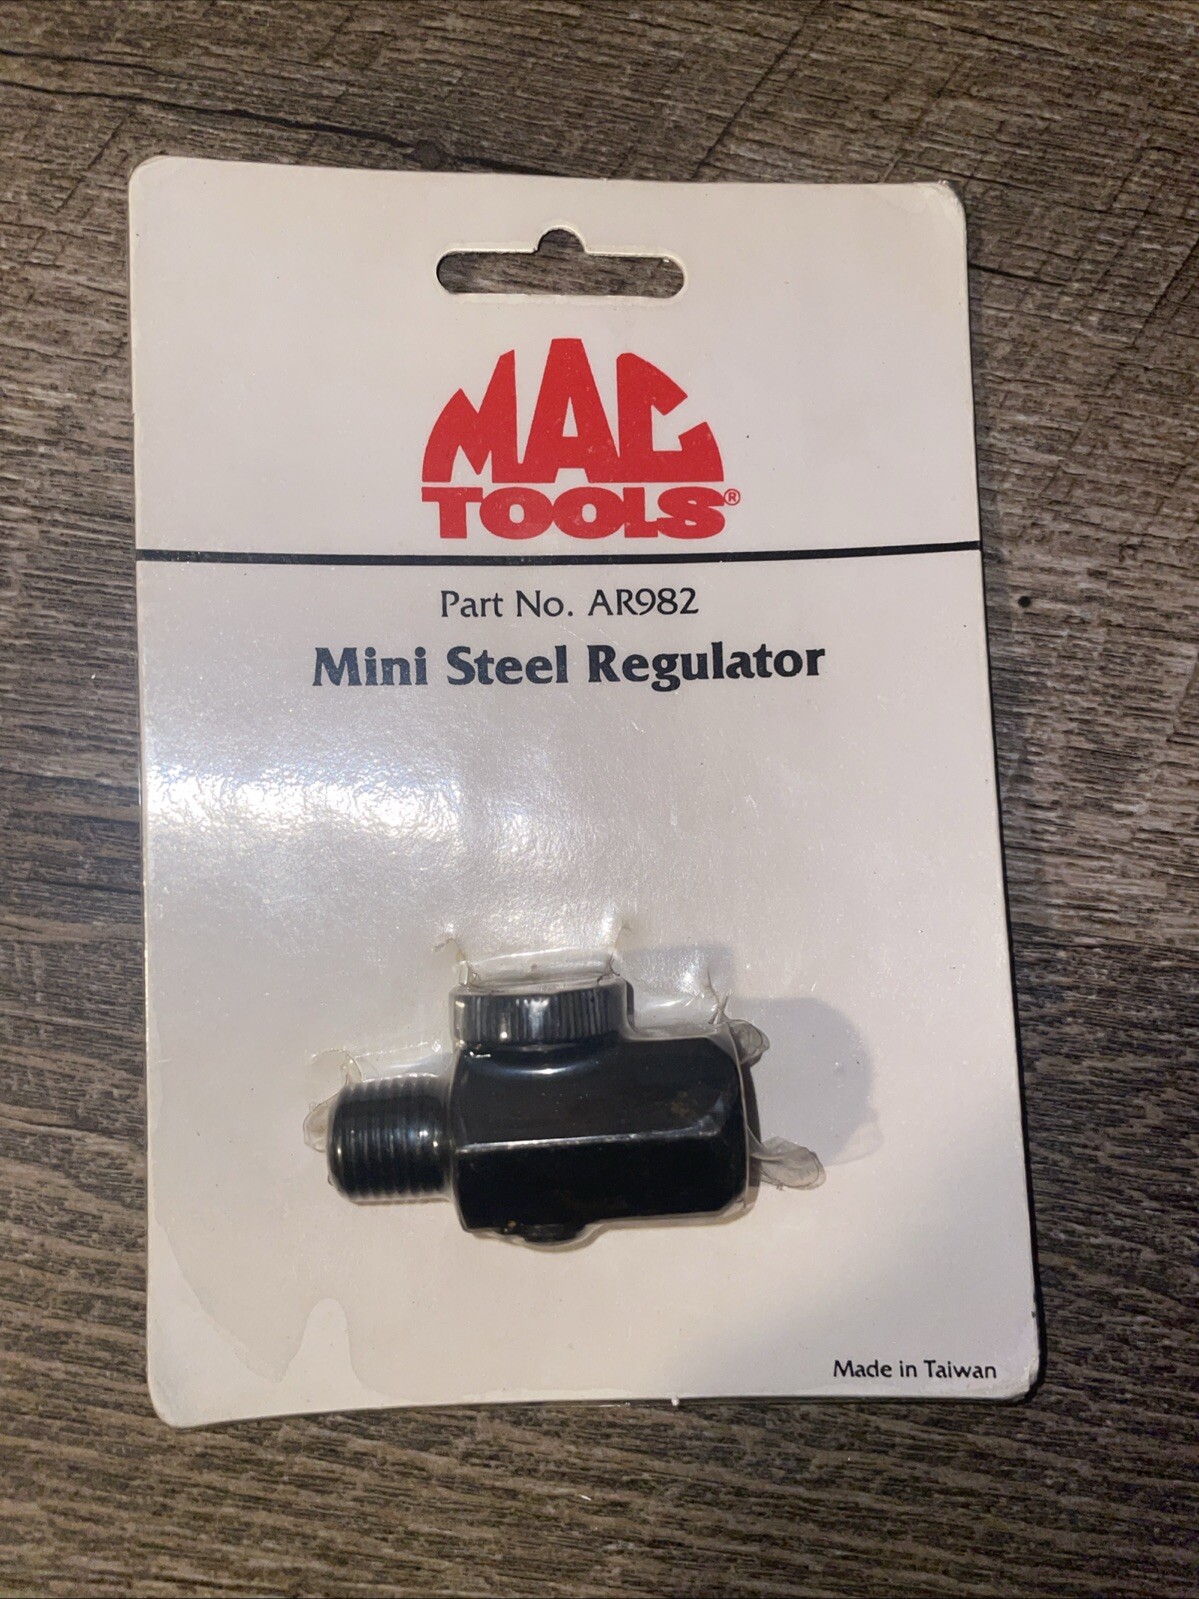 MAC
TOOLS®
Part No. AR982
Mini Steel Regulator
Made in Taiwan